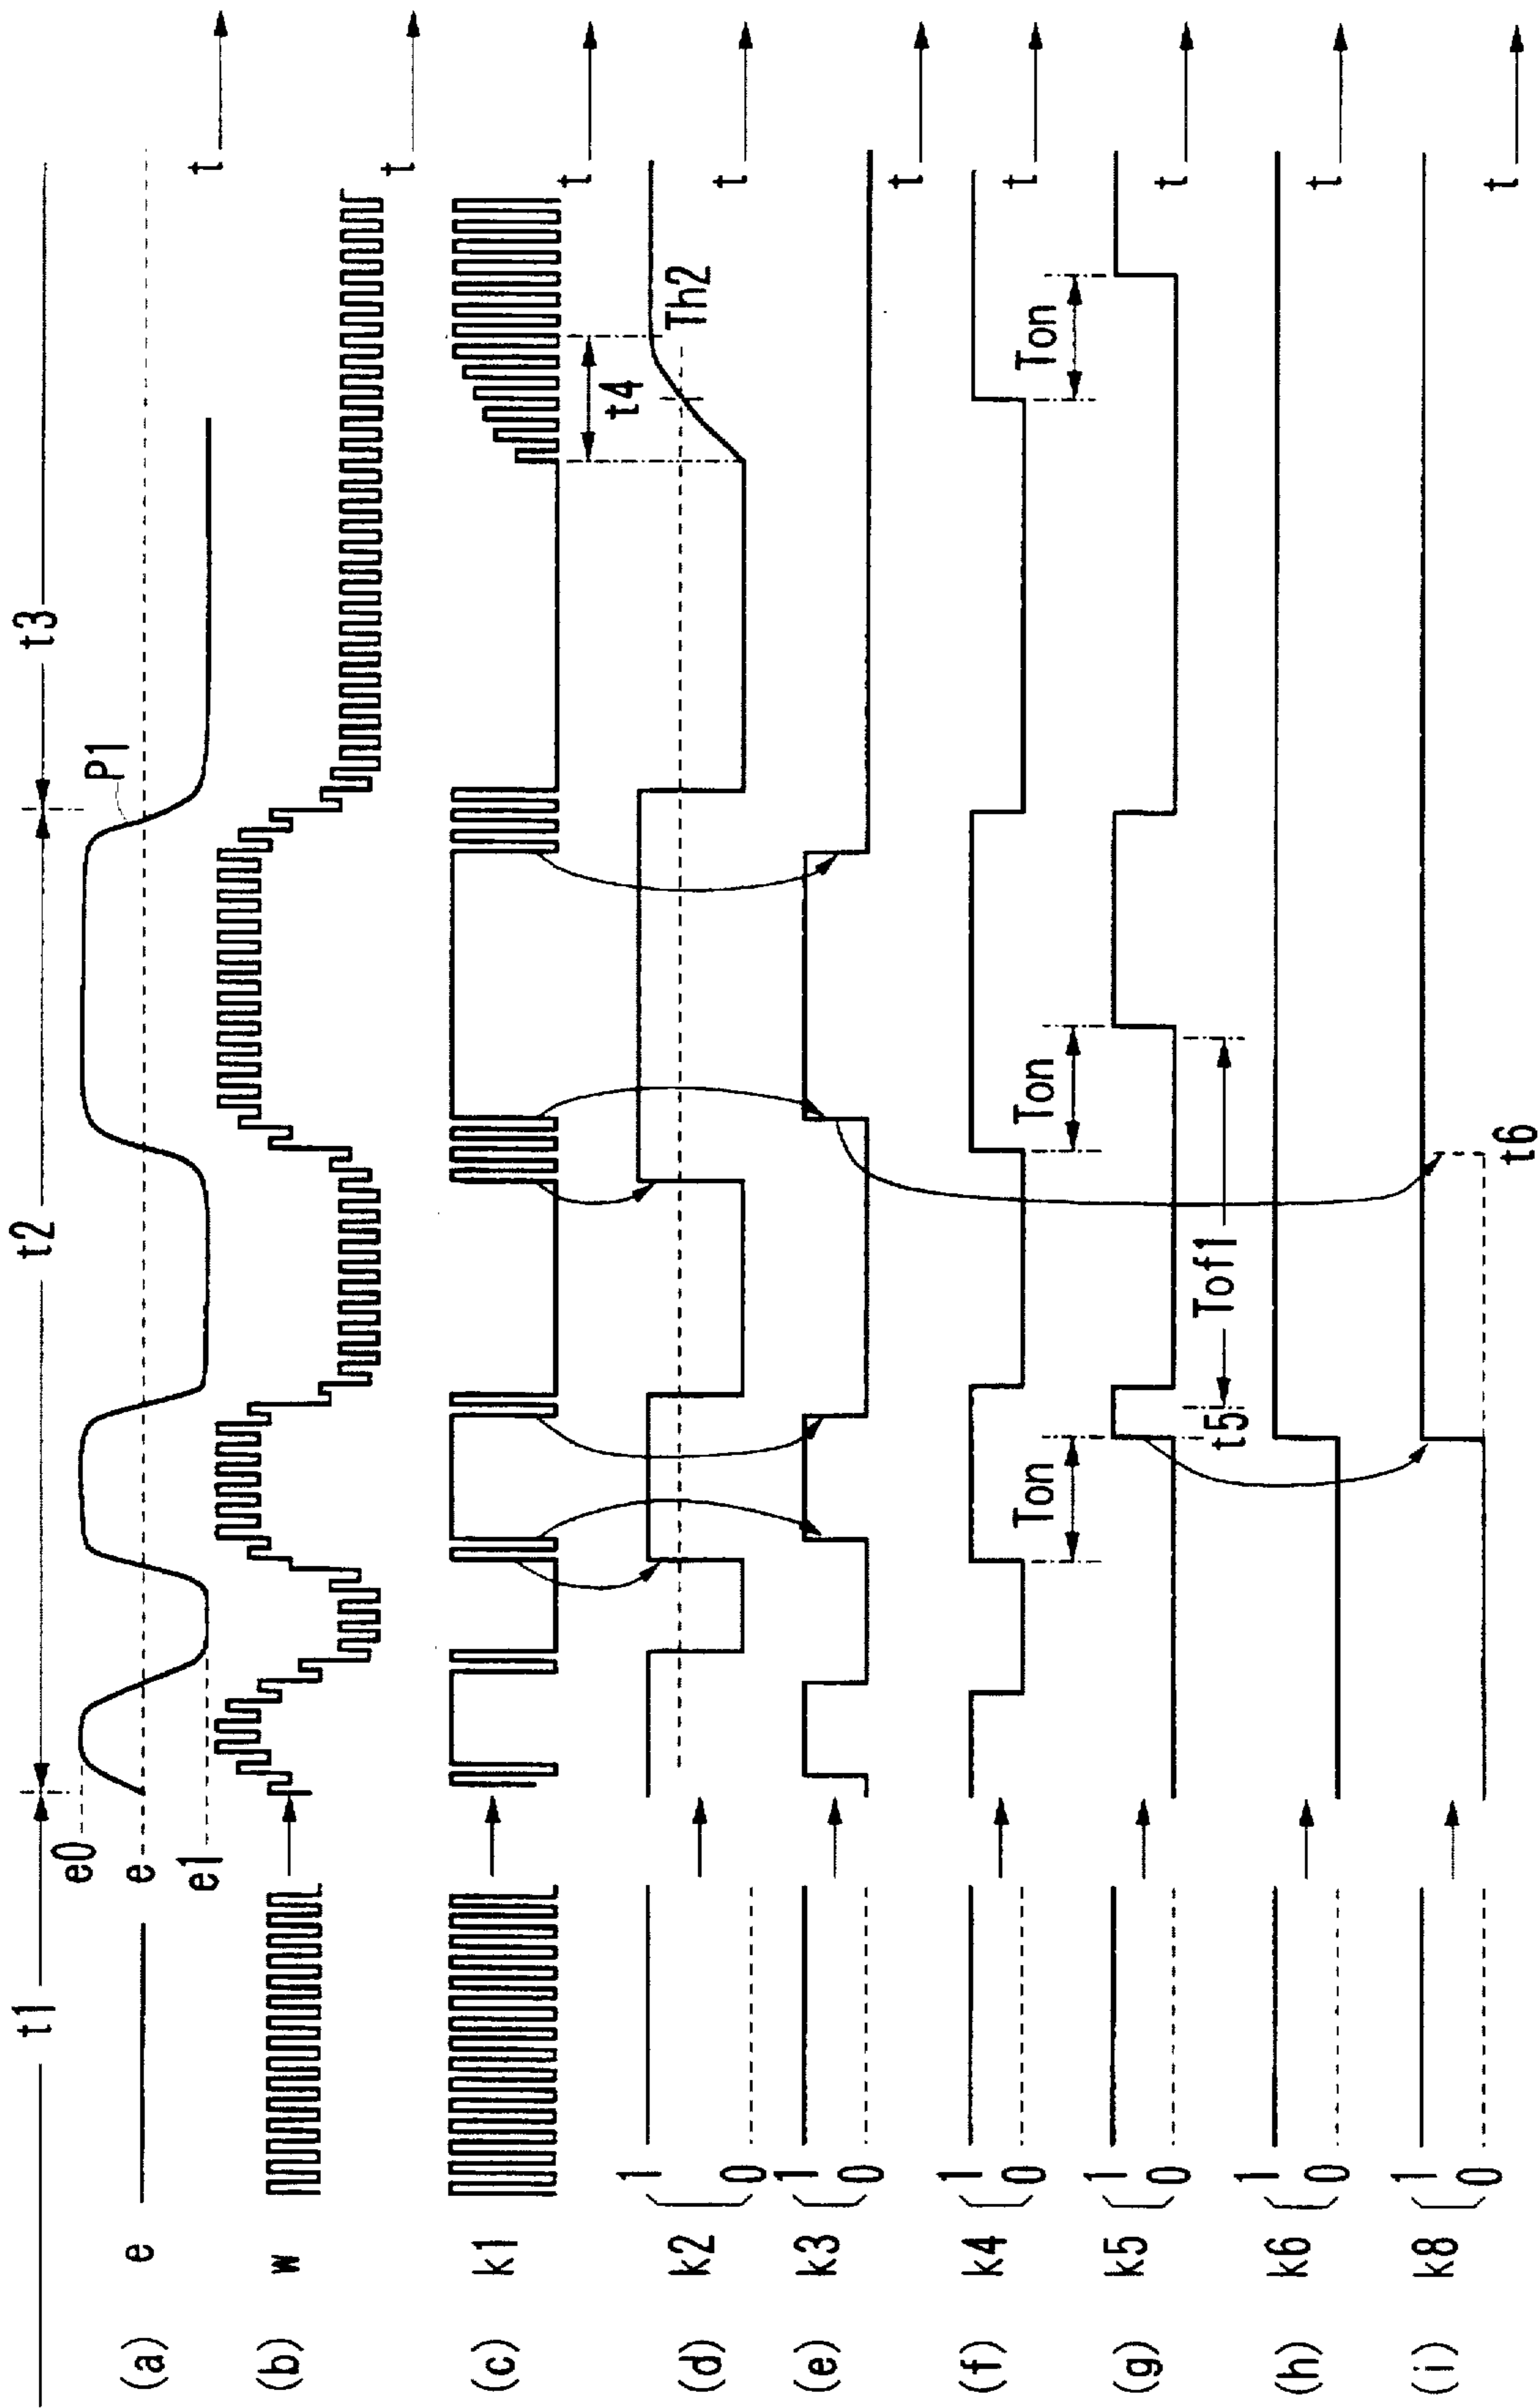 t1 t2 t3
(a) e e0 e e1 P1 t
(b) w t
(c) k1 t4 t
(d) k2 1 0 Th2 t
(e) k3 1 0 t
(f) k4 1 0 Ton Ton Ton t
(g) k5 1 0 t5 Tof1 t
(h) k6 1 0 t
(i) k8 1 0 t6 t